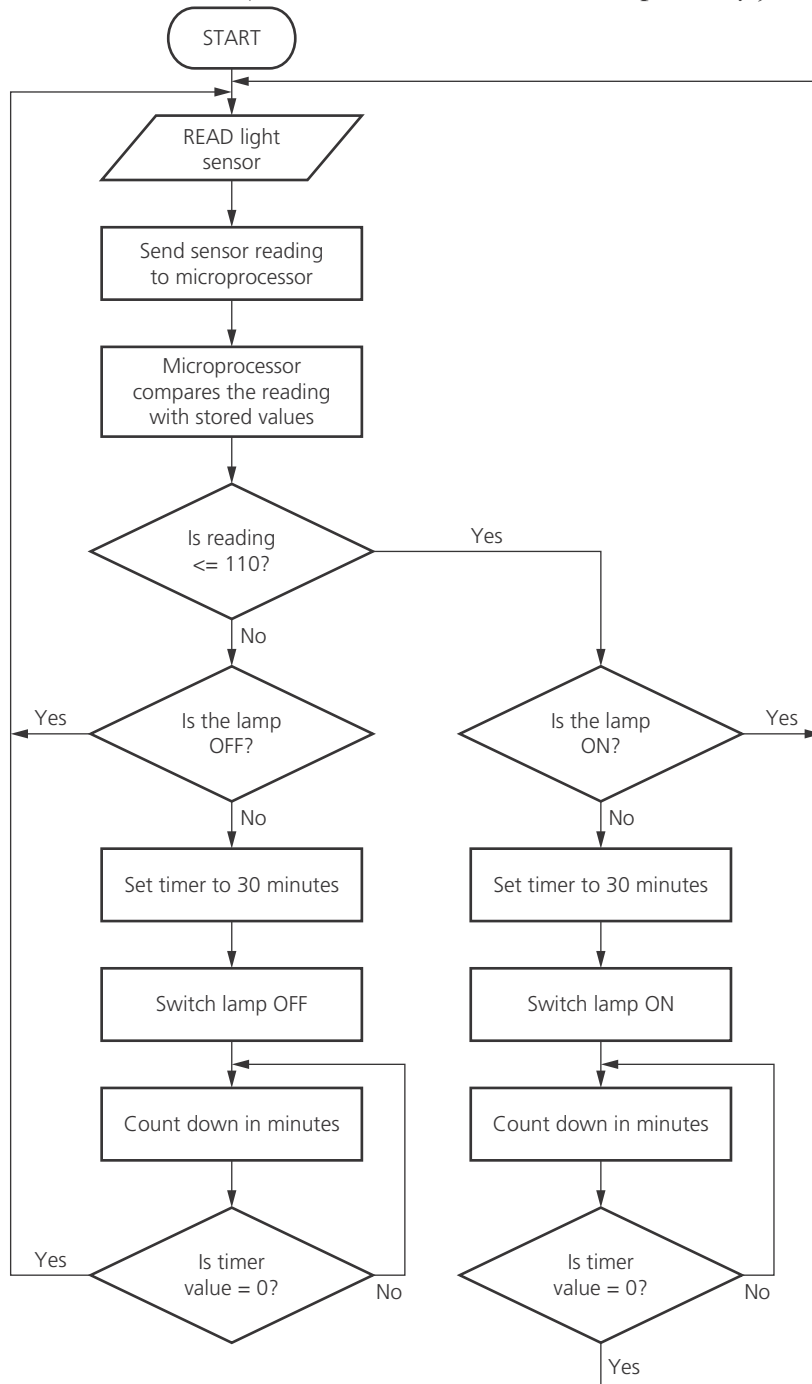 START
READ light
sensor
Send sensor reading
to microprocessor
Microprocessor
compares the reading
with stored values
Is reading
<= 110?
Yes
No
Yes
Is the lamp
OFF?
Is the lamp
ON?
Yes
No
No
Set timer to 30 minutes
Set timer to 30 minutes
Switch lamp OFF
Switch lamp ON
Count down in minutes
Count down in minutes
Yes
Is timer
value = 0?
No
Is timer
value = 0?
No
Yes